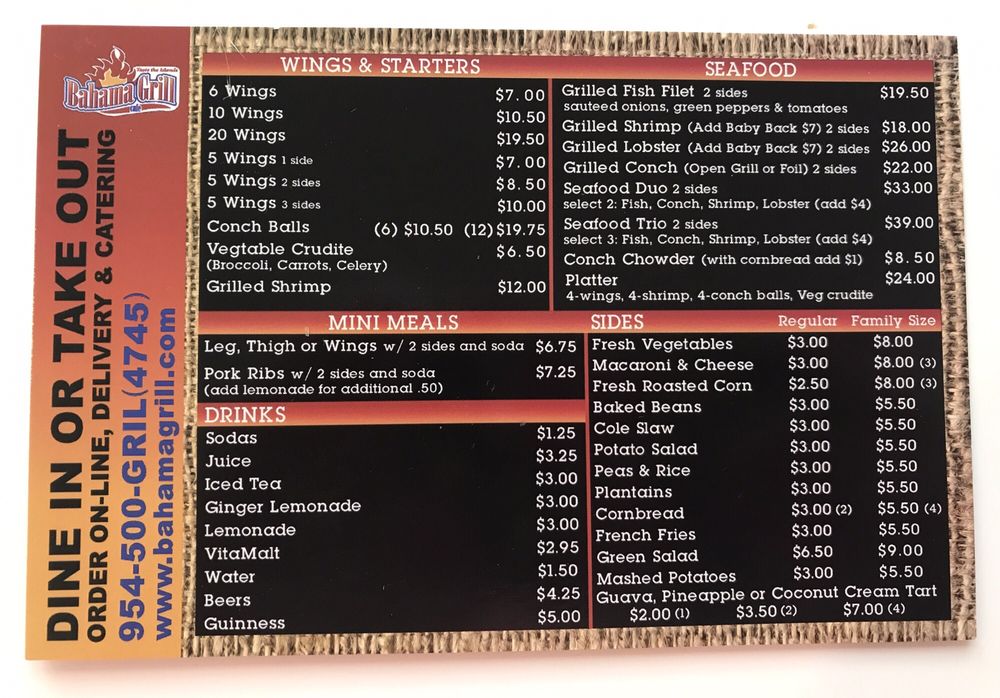 Taste the Islands
Bahama Grill
cafe
DINE IN OR TAKE OUT
ORDER ON-LINE, DELIVERY & CATERING
954-500-GRIL(4745)
www.bahamagrill.com
WINGS & STARTERS
6 Wings $7.00
10 Wings $10.50
20 Wings $19.50
5 Wings 1 side $7.00
5 Wings 2 sides $8.50
5 Wings 3 sides $10.00
Conch Balls (6) $10.50 (12) $19.75
Vegtable Crudite $6.50
(Broccoli, Carrots, Celery)
Grilled Shrimp $12.00
SEAFOOD
Grilled Fish Filet 2 sides $19.50
sauteed onions, green peppers & tomatoes
Grilled Shrimp (Add Baby Back $7) 2 sides $18.00
Grilled Lobster (Add Baby Back $7) 2 sides $26.00
Grilled Conch (Open Grill or Foil) 2 sides $22.00
Seafood Duo 2 sides $33.00
select 2: Fish, Conch, Shrimp, Lobster (add $4)
Seafood Trio 2 sides $39.00
select 3: Fish, Conch, Shrimp, Lobster (add $4)
Conch Chowder (with cornbread add $1) $8.50
Platter $24.00
4-wings, 4-shrimp, 4-conch balls, Veg crudite
MINI MEALS
Leg, Thigh or Wings w/ 2 sides and soda $6.75
Pork Ribs w/ 2 sides and soda $7.25
(add lemonade for additional .50)
DRINKS
Sodas $1.25
Juice $3.25
Iced Tea $3.00
Ginger Lemonade $3.00
Lemonade $3.00
VitaMalt $2.95
Water $1.50
Beers $4.25
Guinness $5.00
SIDES Regular Family Size
Fresh Vegetables $3.00 $8.00
Macaroni & Cheese $3.00 $8.00 (3)
Fresh Roasted Corn $2.50 $8.00 (3)
Baked Beans $3.00 $5.50
Cole Slaw $3.00 $5.50
Potato Salad $3.00 $5.50
Peas & Rice $3.00 $5.50
Plantains $3.00 $5.50
Cornbread $3.00 (2) $5.50 (4)
French Fries $3.00 $5.50
Green Salad $6.50 $9.00
Mashed Potatoes $3.00 $5.50
Guava, Pineapple or Coconut Cream Tart
$2.00 (1) $3.50 (2) $7.00 (4)